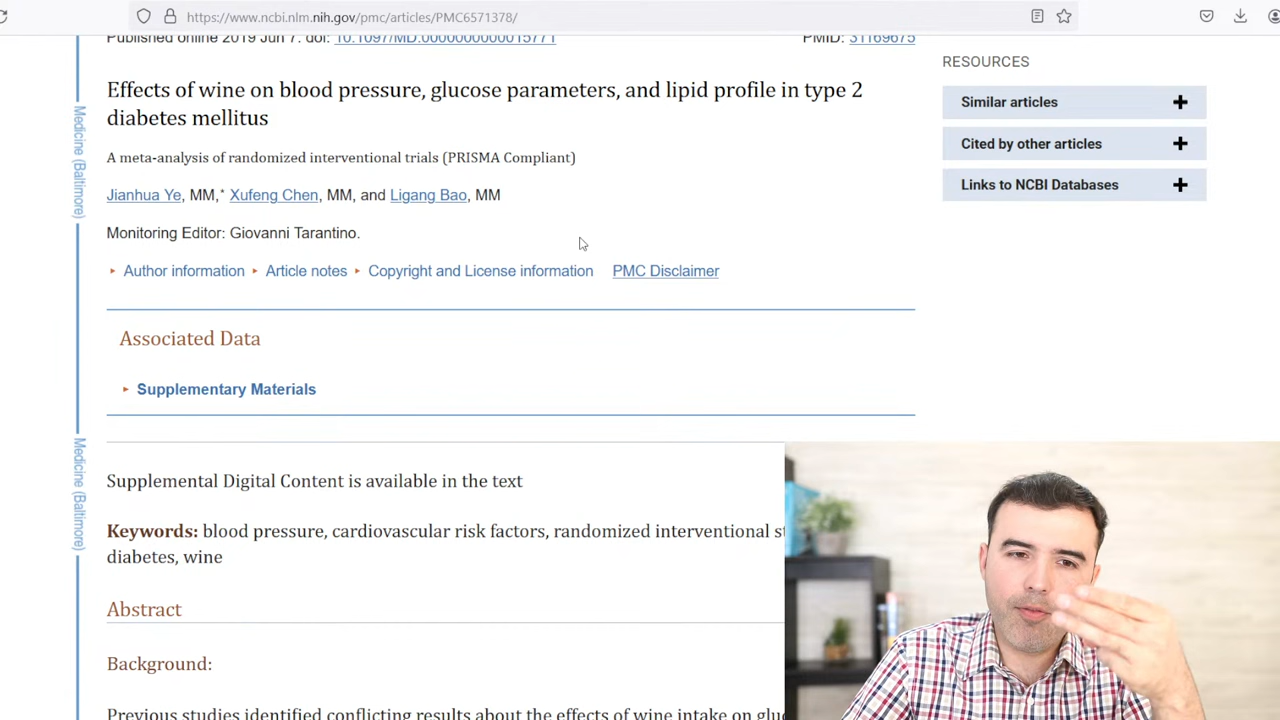 https://www.ncbi.nlm.nih.gov/pmc/articles/PMC6571378/
Published online 2019 Jun 7. doi: 10.1097/MD.0000000000015771
PMID: 31169675
RESOURCES
Effects of wine on blood pressure, glucose parameters, and lipid profile in type 2
diabetes mellitus
Similar articles
Cited by other articles
Links to NCBI Databases
A meta-analysis of randomized interventional trials (PRISMA Compliant)
Jianhua Ye, MM,* Xufeng Chen, MM, and Ligang Bao, MM
Monitoring Editor: Giovanni Tarantino.
Author information Article notes Copyright and License information PMC Disclaimer
Medicine (Baltimore)
Associated Data
Supplementary Materials
Medicine (Baltimore)
Supplemental Digital Content is available in the text
Keywords: blood pressure, cardiovascular risk factors, randomized interventional
diabetes, wine
Abstract
Background:
Previous studies identified conflicting results about the effects of wine intake on